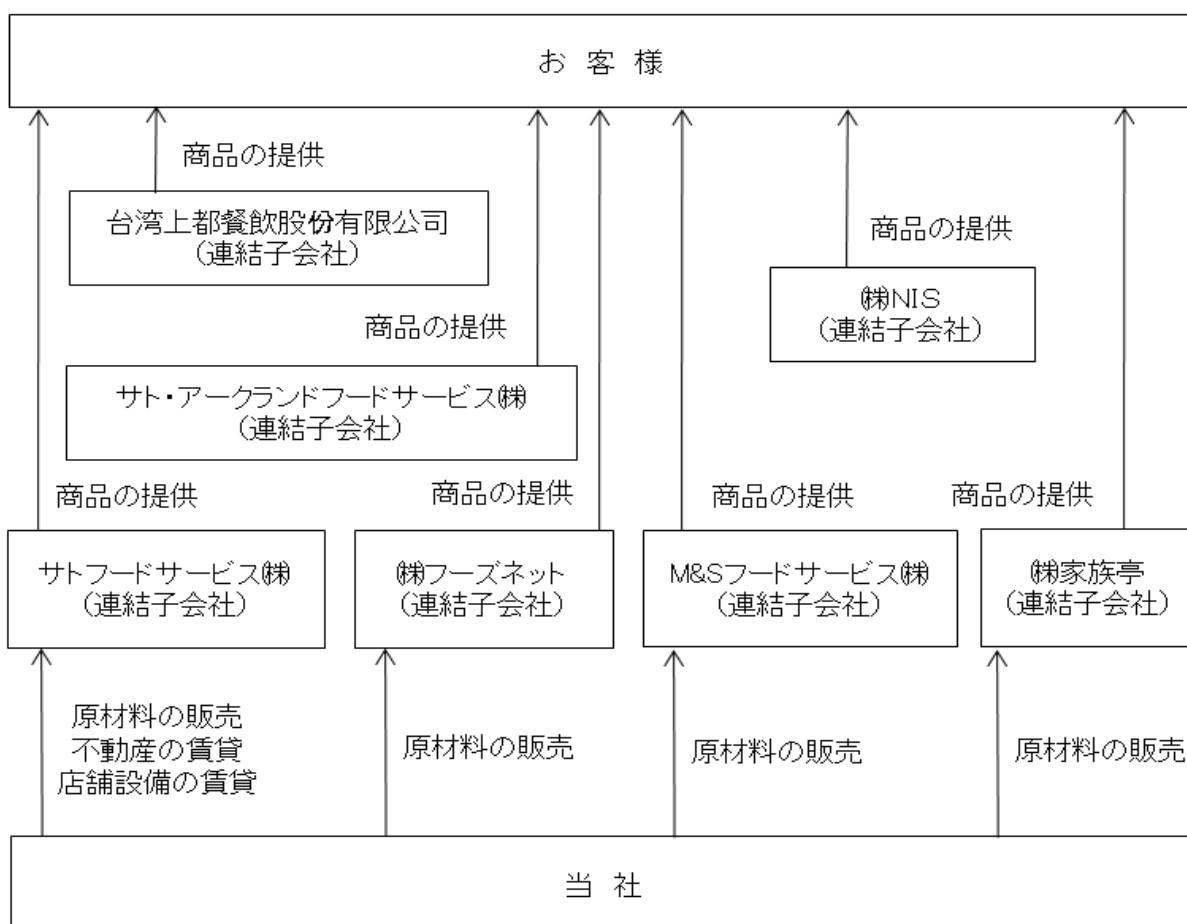 お 客 様
商品の提供
台湾上都餐飲股份有限公司
(連結子会社)
商品の提供
㈱NIS
(連結子会社)
商品の提供
サト・アークランドフードサービス㈱
(連結子会社)
商品の提供
商品の提供
商品の提供
商品の提供
サトフードサービス㈱
(連結子会社)
㈱フーズネット
(連結子会社)
M&Sフードサービス㈱
(連結子会社)
㈱家族亭
(連結子会社)
原材料の販売
不動産の賃貸
店舗設備の賃貸
原材料の販売
原材料の販売
原材料の販売
当 社